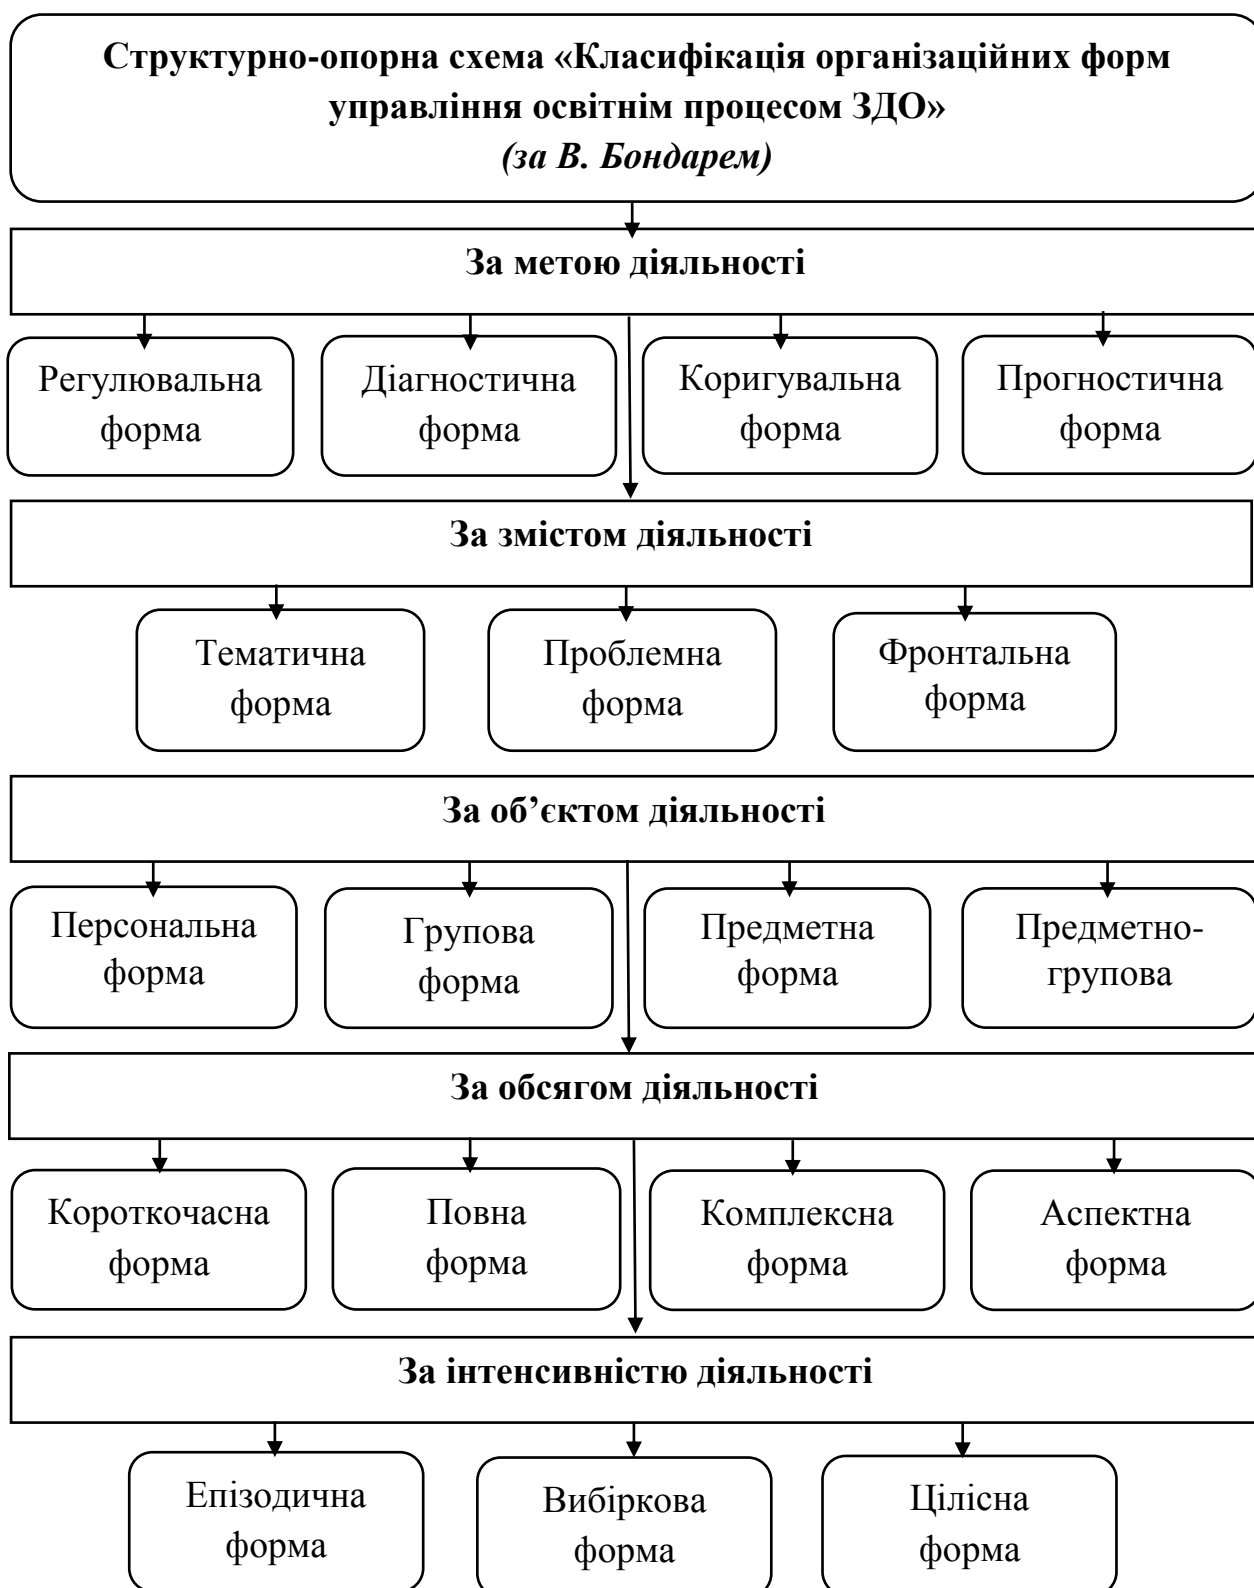 Структурно-опорна схема «Класифікація організаційних форм
управління освітнім процесом ЗДО»
(за В. Бондарем)
За метою діяльності
Регулювальна
форма
Діагностична
форма
Коригувальна
форма
Прогностична
форма
За змістом діяльності
Тематична
форма
Проблемна
форма
Фронтальна
форма
За об’єктом діяльності
Персональна
форма
Групова
форма
Предметна
форма
Предметно-
групова
За обсягом діяльності
Короткочасна
форма
Повна
форма
Комплексна
форма
Аспектна
форма
За інтенсивністю діяльності
Епізодична
форма
Вибіркова
форма
Цілісна
форма